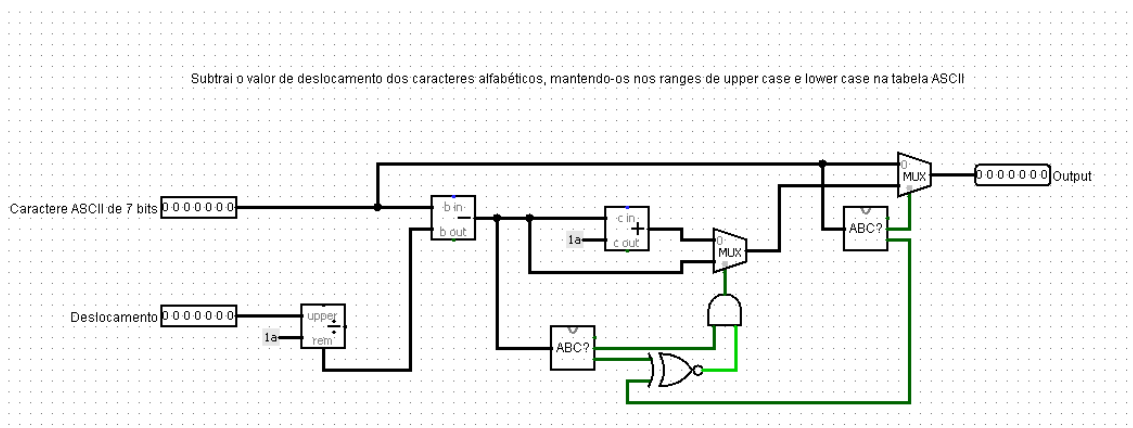 Subtrai o valor de deslocamento dos caracteres alfabéticos, mantendo-os nos ranges de upper case e lower case na tabela ASCII
0
MUX
0 0 0 0 0 0 0 Output
Caractere ASCII de 7 bits 0 0 0 0 0 0 0
b in
b out
c in
c out
1a
0
MUX
ABC?
Deslocamento 0 0 0 0 0 0 0
upper
rem
1a
ABC?